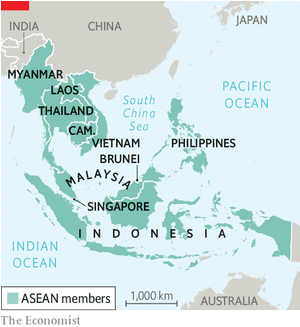 JAPAN
INDIA
CHINA
MYANMAR
LAOS
PACIFIC
OCEAN
THAILAND
South
China
Sea
CAM.
VIETNAM
PHILIPPINES
BRUNEI
MALAYSIA
SINGAPORE
INDONESIA
INDIAN
OCEAN
ASEAN members
1,000 km
AUSTRALIA
The Economist